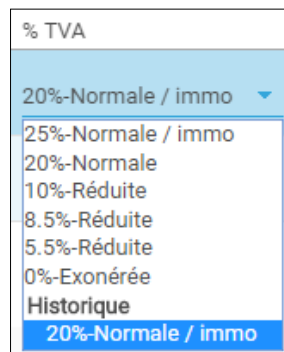 % TVA
20%-Normale / immo
25%-Normale / immo
20%-Normale
10%-Réduite
8.5%-Réduite
5.5%-Réduite
0%-Exonérée
Historique
20%-Normale / immo